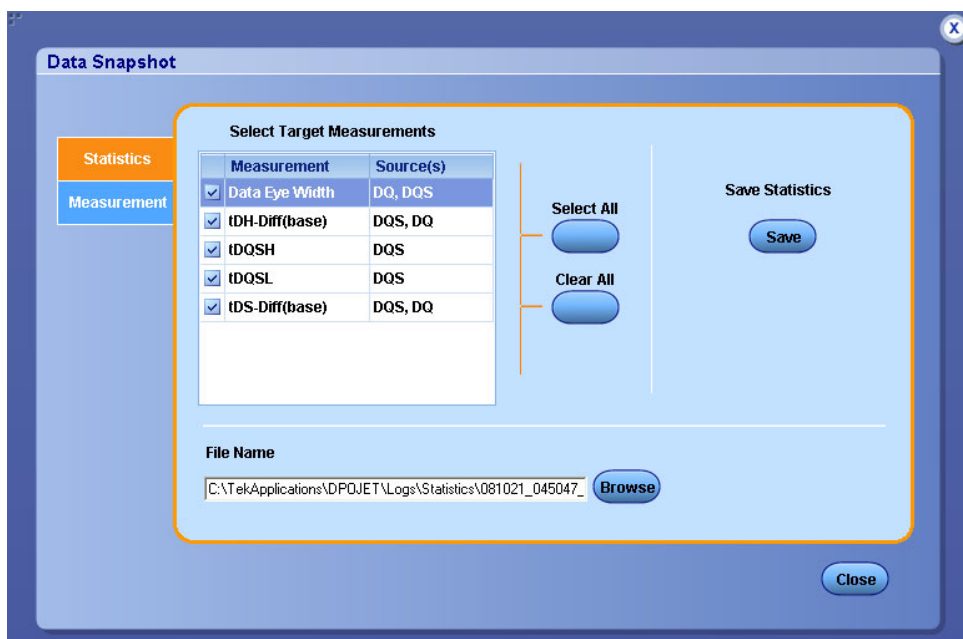 X
Data Snapshot
Statistics
Measurement
Select Target Measurements
Measurement Source(s)
Data Eye Width DQ, DQS
tDH-Diff(base) DQS, DQ
tDQSH DQS
tDQSL DQS
tDS-Diff(base) DQS, DQ
Select All
Clear All
Save Statistics
Save
File Name
C:\TekApplications\DPOJET\Logs\Statistics\081021_045047_
Browse
Close